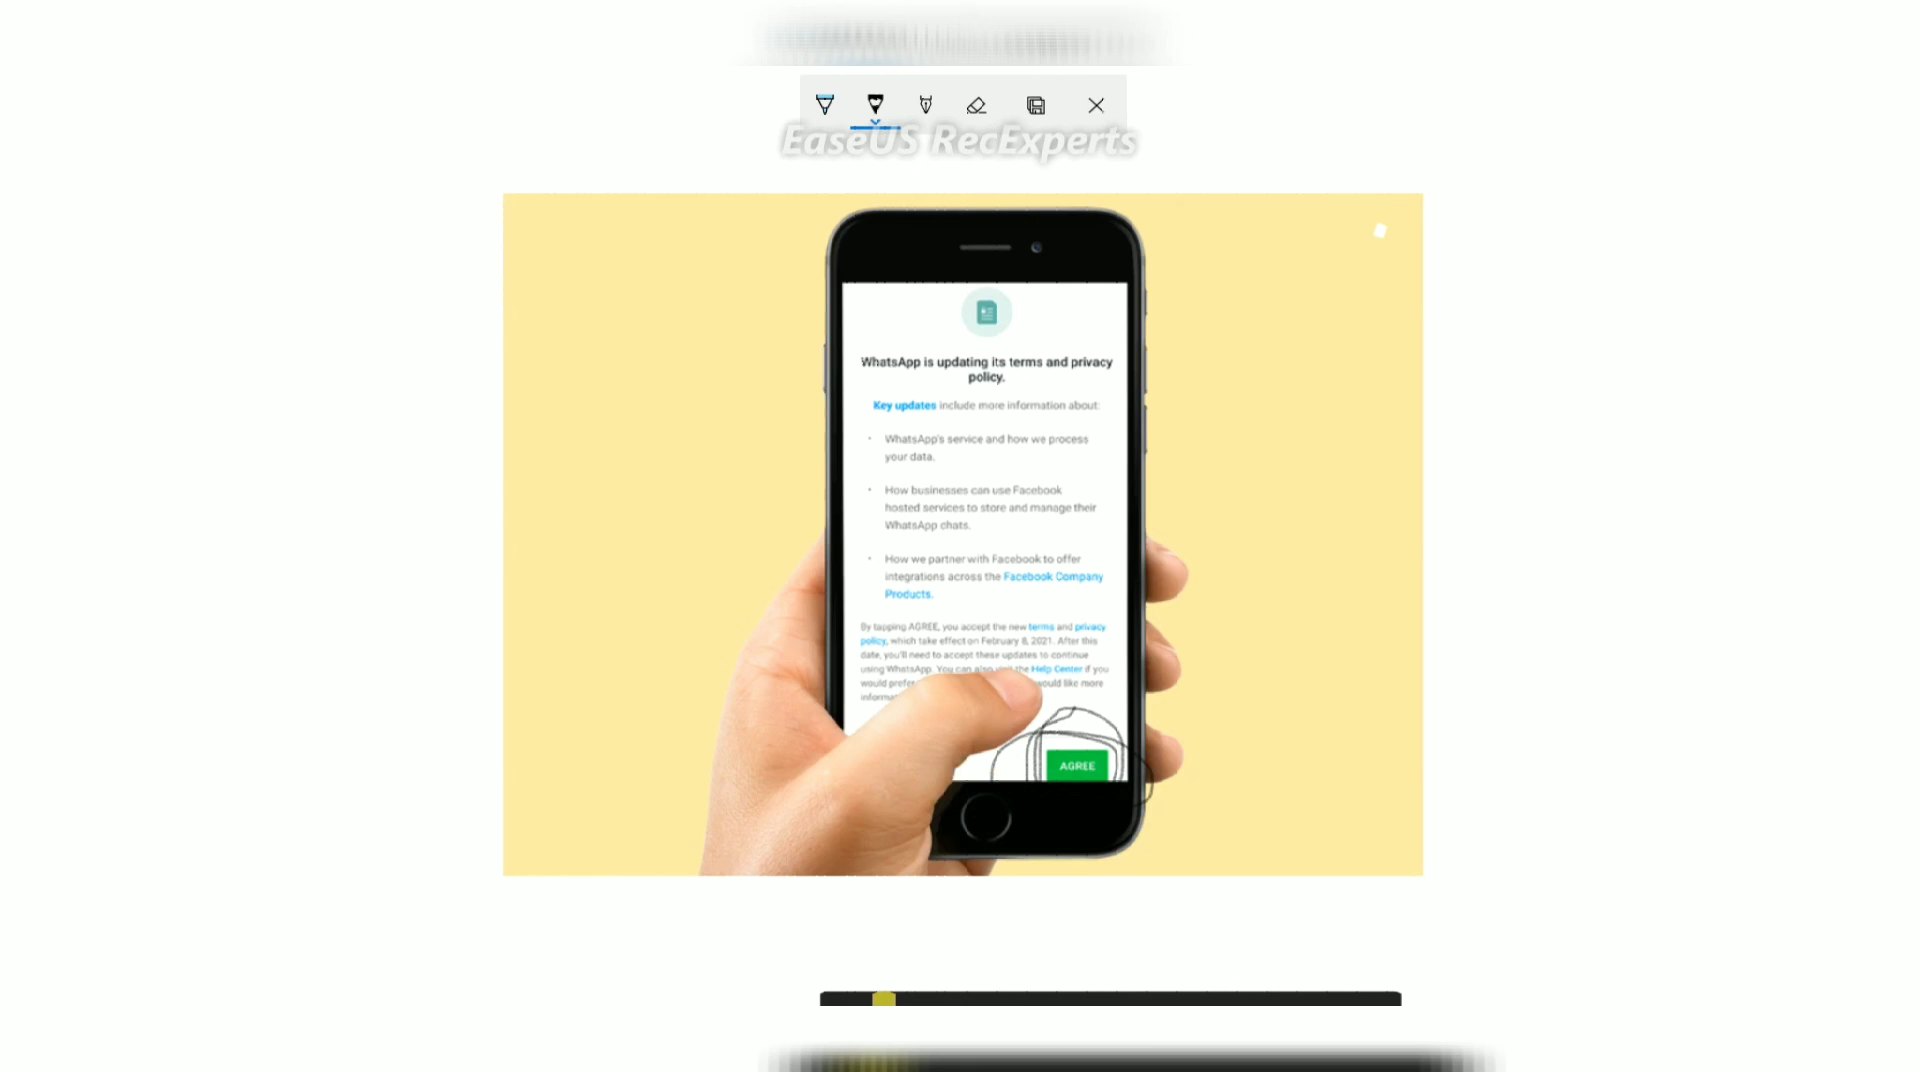 EaseUS RecExperts
WhatsApp is updating its terms and privacy
policy.
Key updates include more information about:
• WhatsApp's service and how we process
your data.
• How businesses can use Facebook
hosted services to store and manage their
WhatsApp chats.
• How we partner with Facebook to offer
integrations across the Facebook Company
Products.
By tapping AGREE, you accept the new terms and privacy
policy, which take effect on February 8, 2021. After this
date, you'll need to accept these updates to continue
using WhatsApp. You can also visit the Help Center if you
would prefer would like more
AGREE